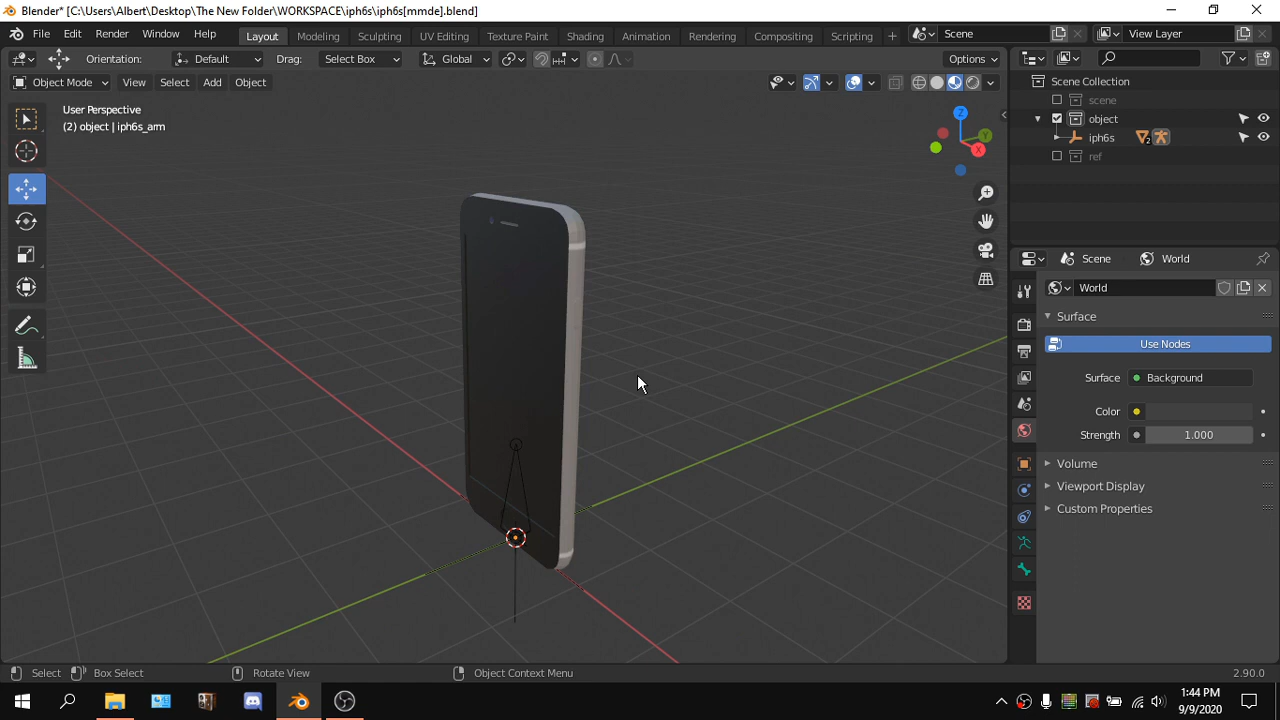 Blender* [C:\Users\Albert\Desktop\The New Folder\WORKSPACE\iph6s\iph6s[mmde].blend]
File Edit Render Window Help Layout Modeling Sculpting UV Editing Texture Paint Shading Animation Rendering Compositing Scripting + Scene View Layer
Orientation: Default Drag: Select Box Global Options
Object Mode View Select Add Object
User Perspective
(2) object | iph6s_arm
Z
Y
X
Scene Collection
scene
object
iph6s 2
ref
Scene World
World
Surface
Use Nodes
Surface Background
Color
Strength 1.000
Volume
Viewport Display
Custom Properties
Select Box Select Rotate View Object Context Menu 2.90.0
1:44 PM
9/9/2020